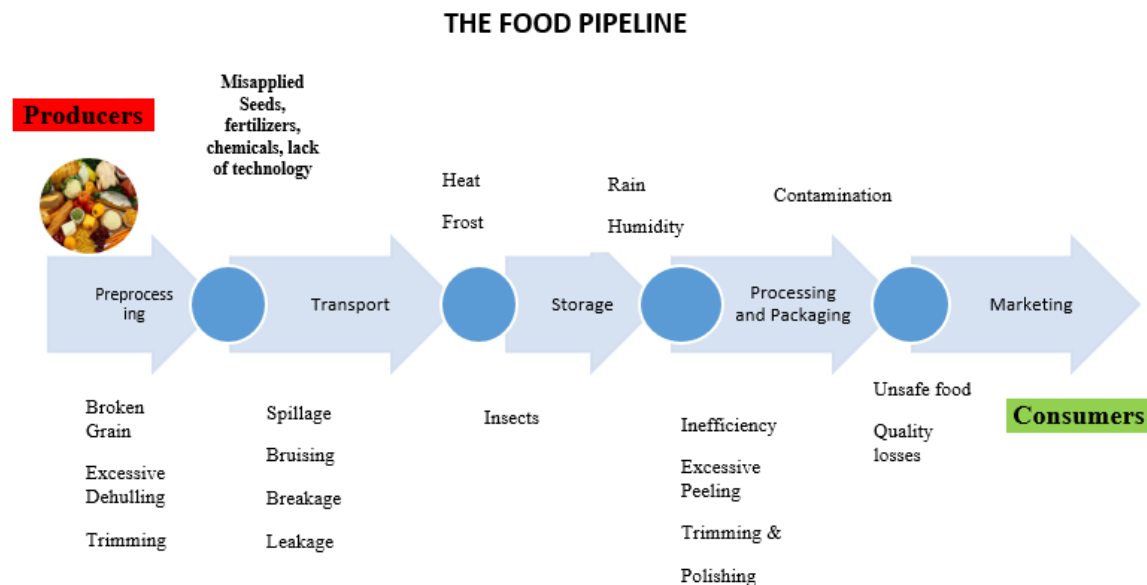 THE FOOD PIPELINE
Producers
Misapplied
Seeds,
fertilizers,
chemicals, lack
of technology
Heat
Frost
Rain
Humidity
Contamination
Preprocess
ing
Transport
Storage
Processing
and Packaging
Marketing
Broken
Grain
Excessive
Dehulling
Trimming
Spillage
Bruising
Breakage
Leakage
Insects
Inefficiency
Excessive
Peeling
Trimming &
Polishing
Unsafe food
Quality
losses
Consumers